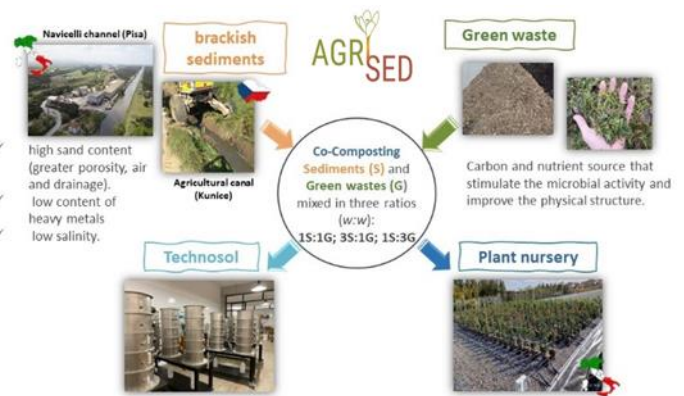 Navicelli channel (Pisa)
brackish
sediments
AGRISED
Green waste
✓ high sand content
(greater porosity, air
and drainage).
✓ low content of
heavy metals
✓ low salinity.
Agricultural canal
(Kunice)
Co-Composting
Sediments (S) and
Green wastes (G)
mixed in three ratios
(w:w):
1S:1G; 3S:1G; 1S:3G
Carbon and nutrient source that
stimulate the microbial activity and
improve the physical structure.
Technosol
Plant nursery